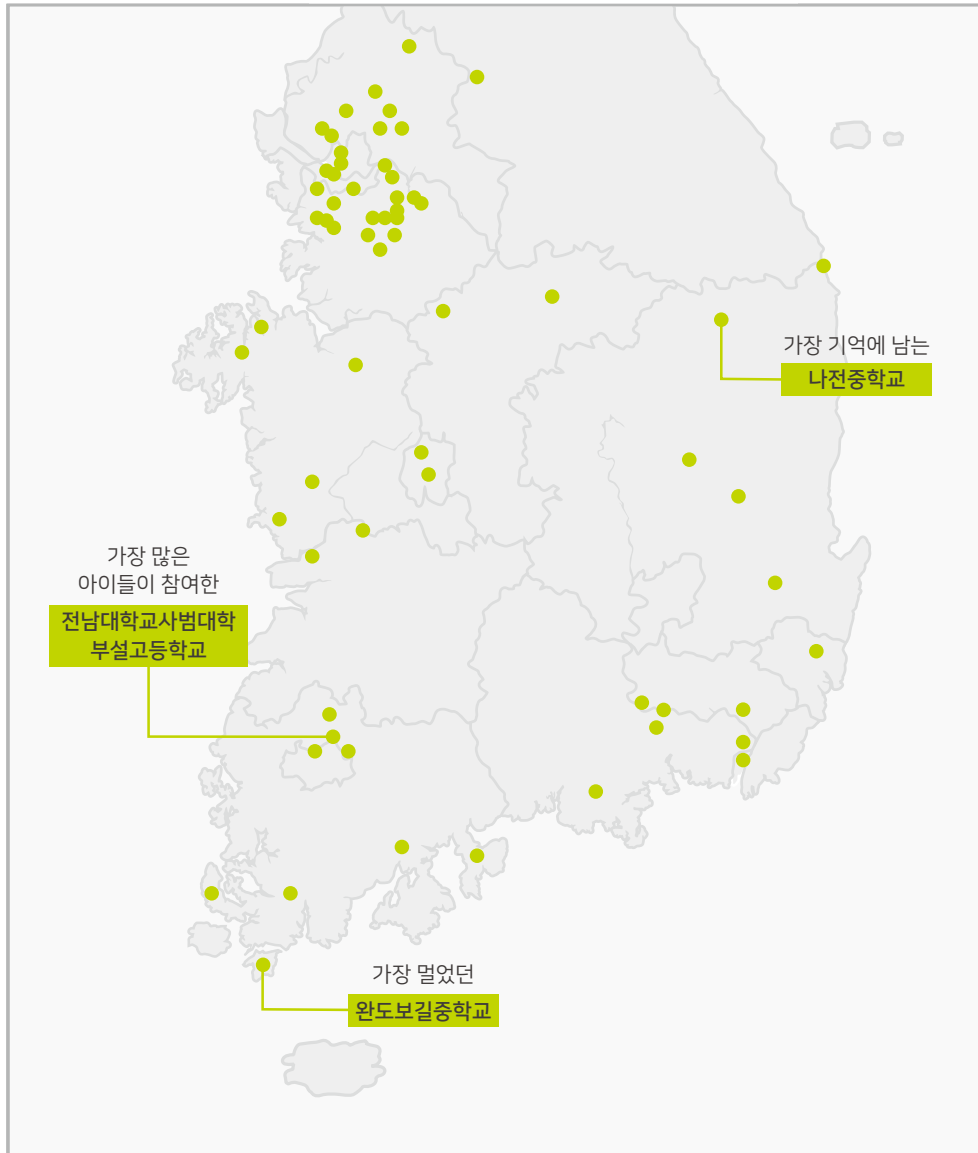 가장 기억에 남는
나전중학교
가장 많은
아이들이 참여한
전남대학교사범대학
부설고등학교
가장 멀었던
완도보길중학교